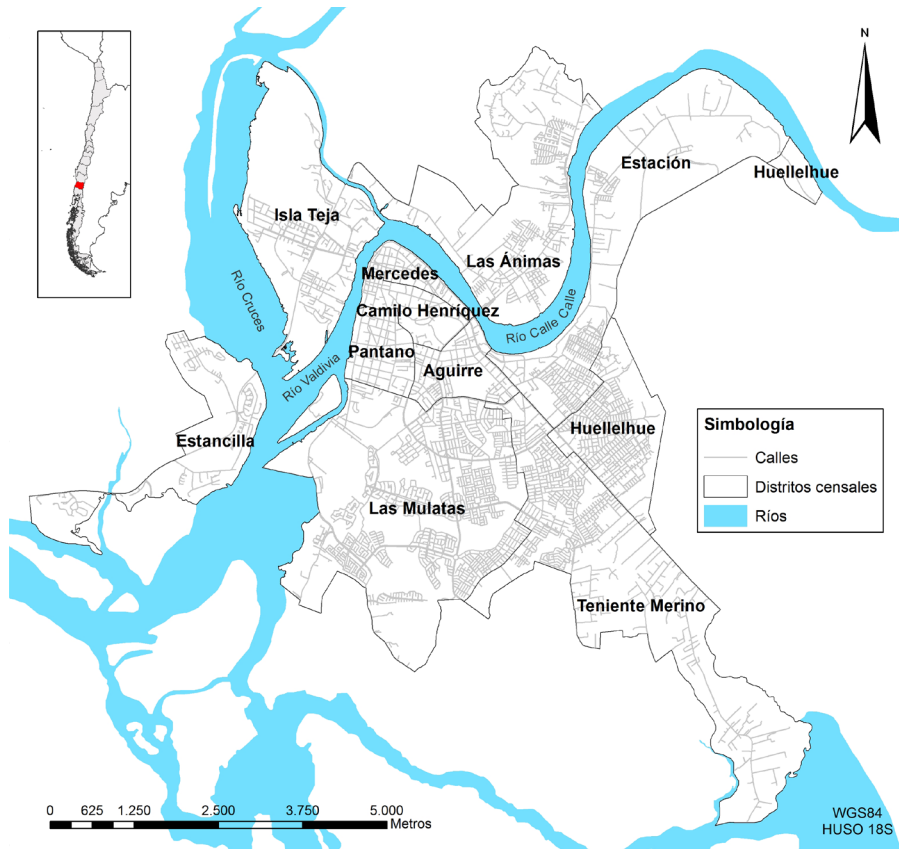 N
Estación
Huellelhue
Isla Teja
Las Ánimas
Mercedes
Río Cruces
Camilo Henríquez
Río Calle Calle
Pantano
Río Valdivia
Aguirre
Estancilla
Huellelhue
Simbología
Calles
Distritos censales
Ríos
Las Mulatas
Teniente Merino
0 625 1.250 2.500 3.750 5.000
Metros
WGS84
HUSO 18S